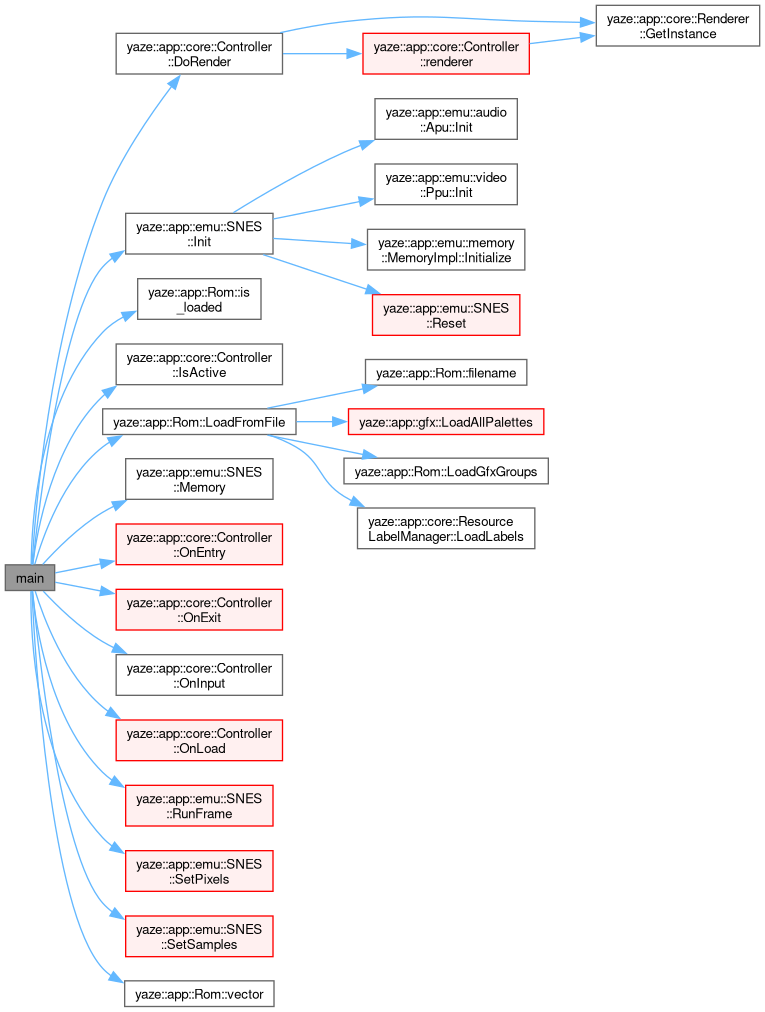 yaze::app::core::Controller
::DoRender
yaze::app::core::Controller
::renderer
yaze::app::core::Renderer
::GetInstance
yaze::app::emu::audio
::Apu::Init
yaze::app::emu::video
::Ppu::Init
yaze::app::emu::SNES
::Init
yaze::app::emu::memory
::MemoryImpl::Initialize
yaze::app::emu::SNES
::Reset
yaze::app::Rom::is
_loaded
yaze::app::core::Controller
::IsActive
yaze::app::Rom::filename
yaze::app::Rom::LoadFromFile
yaze::app::gfx::LoadAllPalettes
yaze::app::Rom::LoadGfxGroups
yaze::app::core::Resource
LabelManager::LoadLabels
yaze::app::emu::SNES
::Memory
yaze::app::core::Controller
::OnEntry
main
yaze::app::core::Controller
::OnExit
yaze::app::core::Controller
::OnInput
yaze::app::core::Controller
::OnLoad
yaze::app::emu::SNES
::RunFrame
yaze::app::emu::SNES
::SetPixels
yaze::app::emu::SNES
::SetSamples
yaze::app::Rom::vector